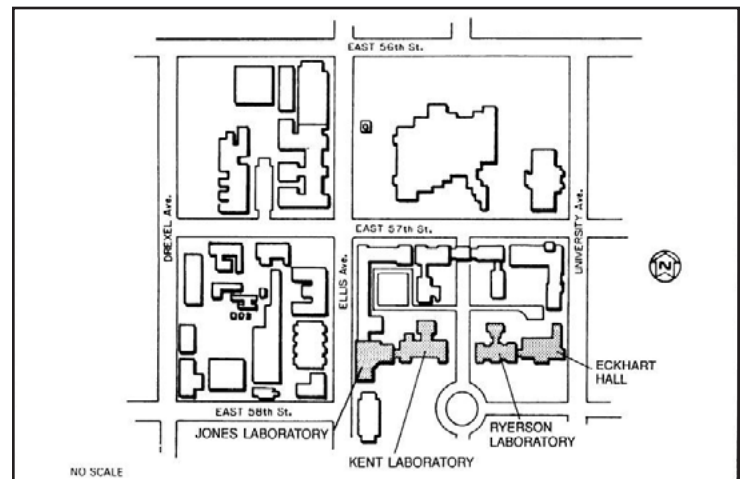 EAST 56th St.
DREXEL Ave.
ELLIS Ave.
UNIVERSITY Ave.
EAST 57th St.
N
ECKHART
HALL
EAST 58th St.
JONES LABORATORY
RYERSON
LABORATORY
KENT LABORATORY
NO SCALE